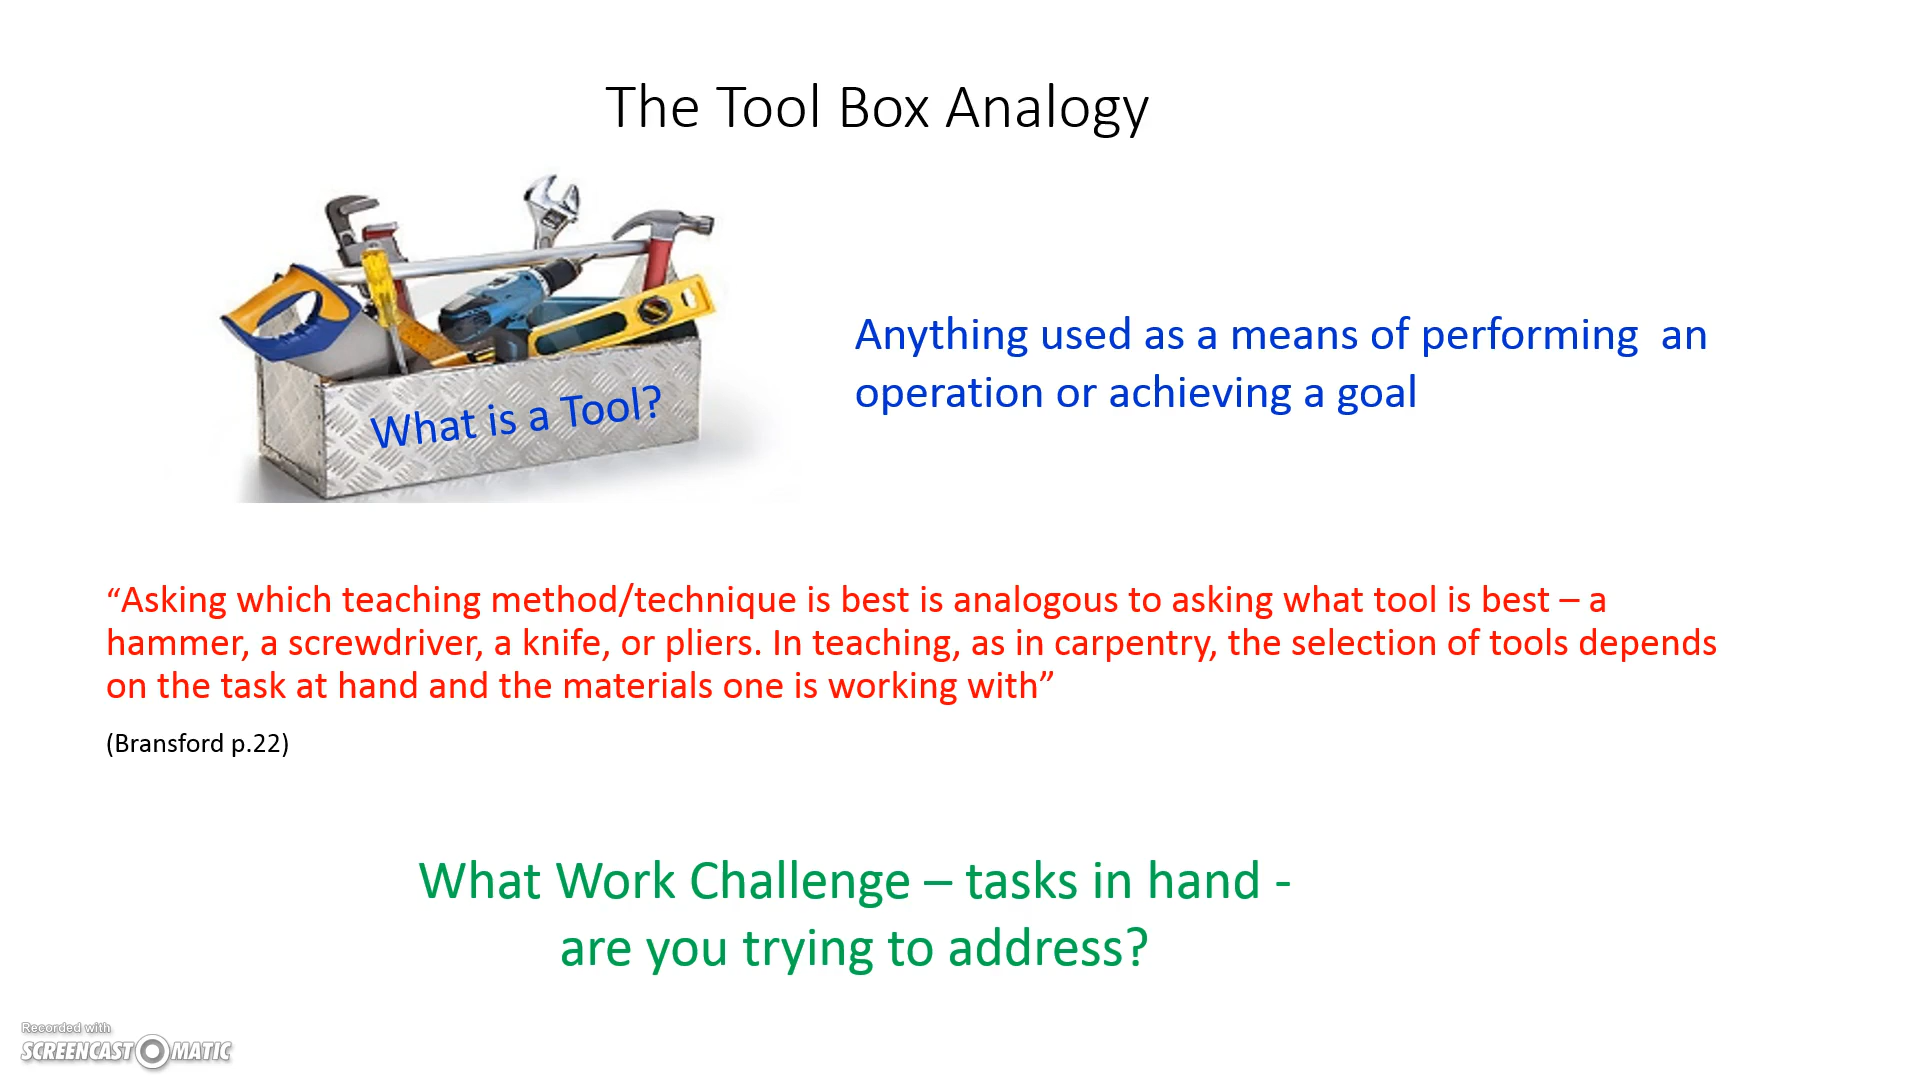 The Tool Box Analogy
What is a Tool?
Anything used as a means of performing  an
operation or achieving a goal
“Asking which teaching method/technique is best is analogous to asking what tool is best – a
hammer, a screwdriver, a knife, or pliers. In teaching, as in carpentry, the selection of tools depends
on the task at hand and the materials one is working with”
(Bransford p.22)
What Work Challenge – tasks in hand -
are you trying to address?
Recorded with
SCREENCAST MATIC